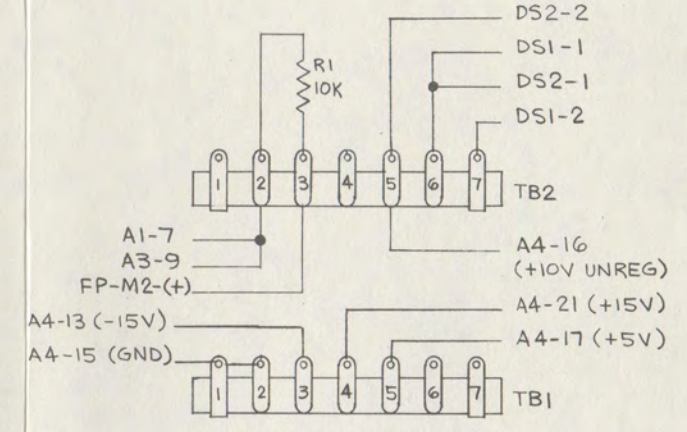 DS2-2
DS1-1
R1
10K
DS2-1
DS1-2
1 2 3 4 5 6 7
TB2
A1-7
A3-9
FP-M2-(+)
A4-16
(+10V UNREG)
A4-21 (+15V)
A4-13 (-15V)
A4-17 (+5V)
A4-15 (GND)
1 2 3 4 5 6 7
TB1